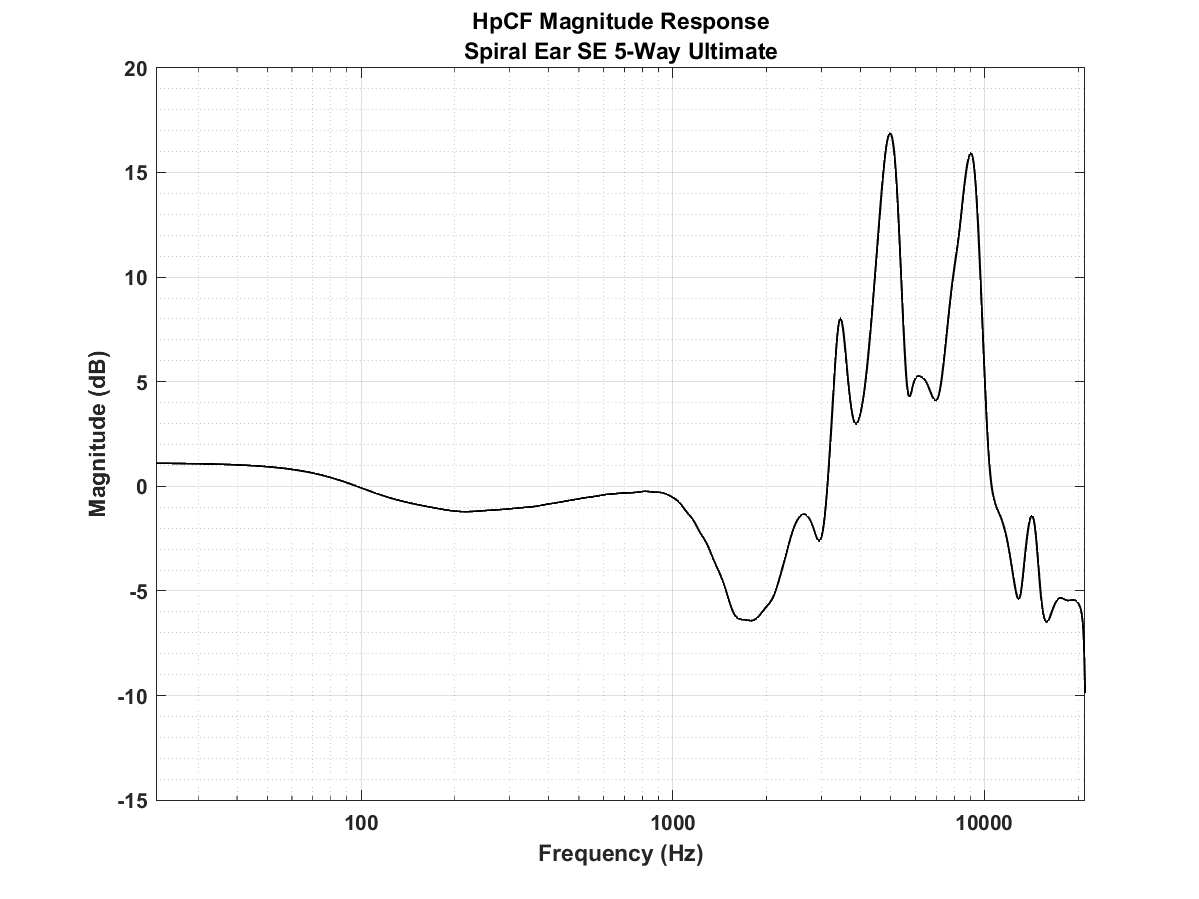 HpCF Magnitude Response
Spiral Ear SE 5-Way Ultimate
20
15
10
5
0
-5
-10
-15
Magnitude (dB)
100 1000 10000
Frequency (Hz)